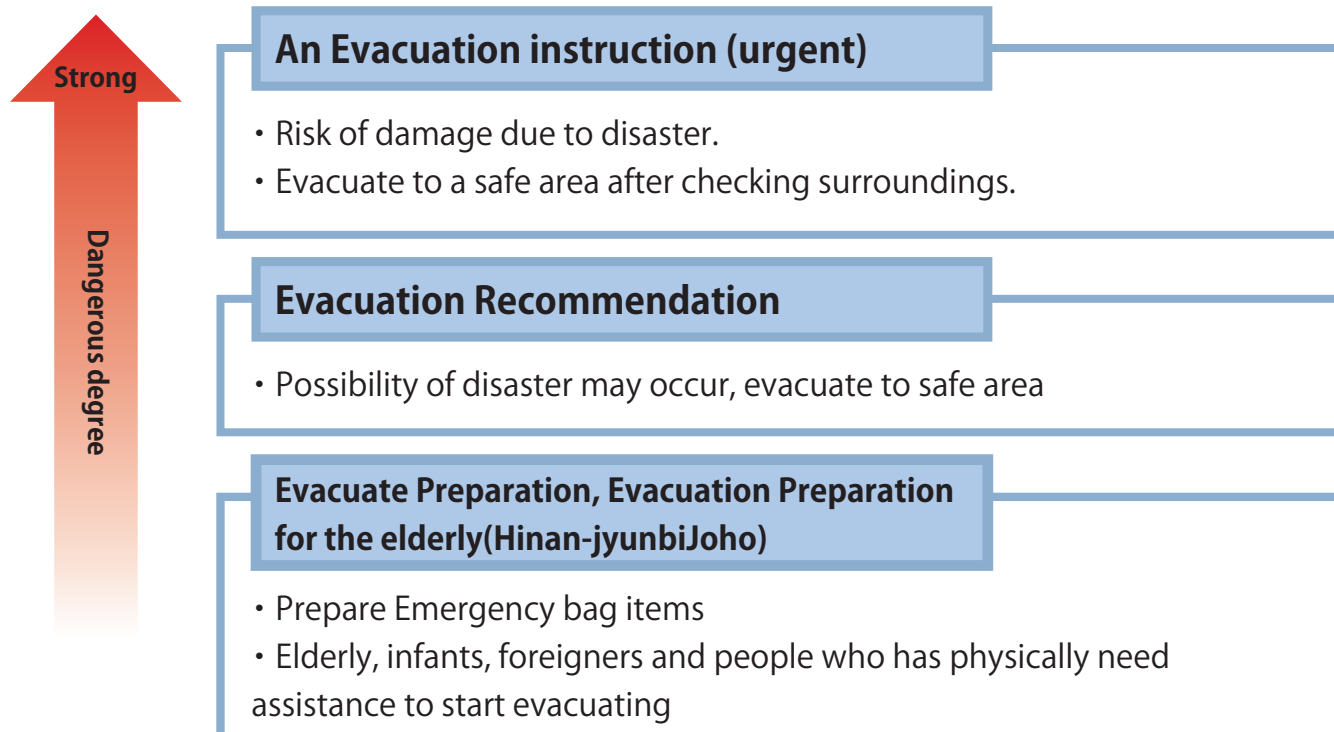 Strong
Dangerous degree
An Evacuation instruction (urgent)
・Risk of damage due to disaster.
・Evacuate to a safe area after checking surroundings.
Evacuation Recommendation
・Possibility of disaster may occur, evacuate to safe area
Evacuate Preparation, Evacuation Preparation
for the elderly(Hinan-jyunbiJoho)
・Prepare Emergency bag items
・Elderly, infants, foreigners and people who has physically need
assistance to start evacuating